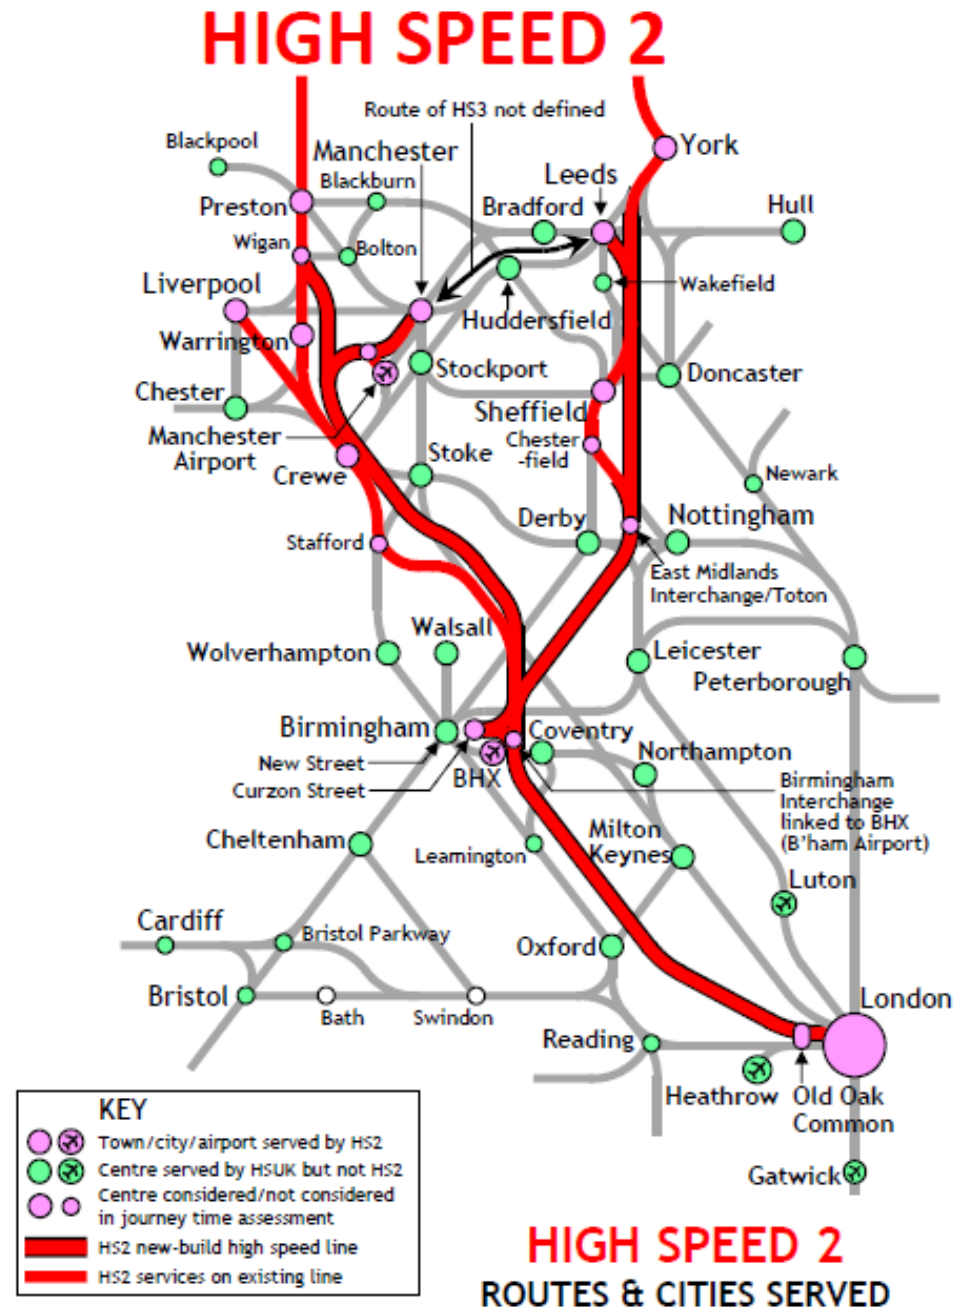 HIGH SPEED 2
Route of HS3 not defined
Blackpool
Manchester
York
Blackburn
Leeds
Preston
Bradford
Hull
Wigan
Bolton
Liverpool
Wakefield
Warrington
Huddersfield
Stockport
Doncaster
Chester
Sheffield
Manchester
Airport
Chester
-field
Crewe
Stoke
Newark
Stafford
Derby
Nottingham
East Midlands
Interchange/Toton
Walsall
Wolverhampton
Leicester
Peterborough
Birmingham
Coventry
New Street
Northampton
Curzon Street
BHX
Birmingham
Interchange
linked to BHX
(B'ham Airport)
Cheltenham
Leamington
Milton
Keynes
Luton
Cardiff
Bristol Parkway
Oxford
Bristol
Bath
Swindon
London
Reading
Heathrow
Old Oak
Common
Gatwick
KEY
Town/city/airport served by HS2
Centre served by HSUK but not HS2
Centre considered/not considered
in journey time assessment
HS2 new-build high speed line
HS2 services on existing line
HIGH SPEED 2
ROUTES & CITIES SERVED